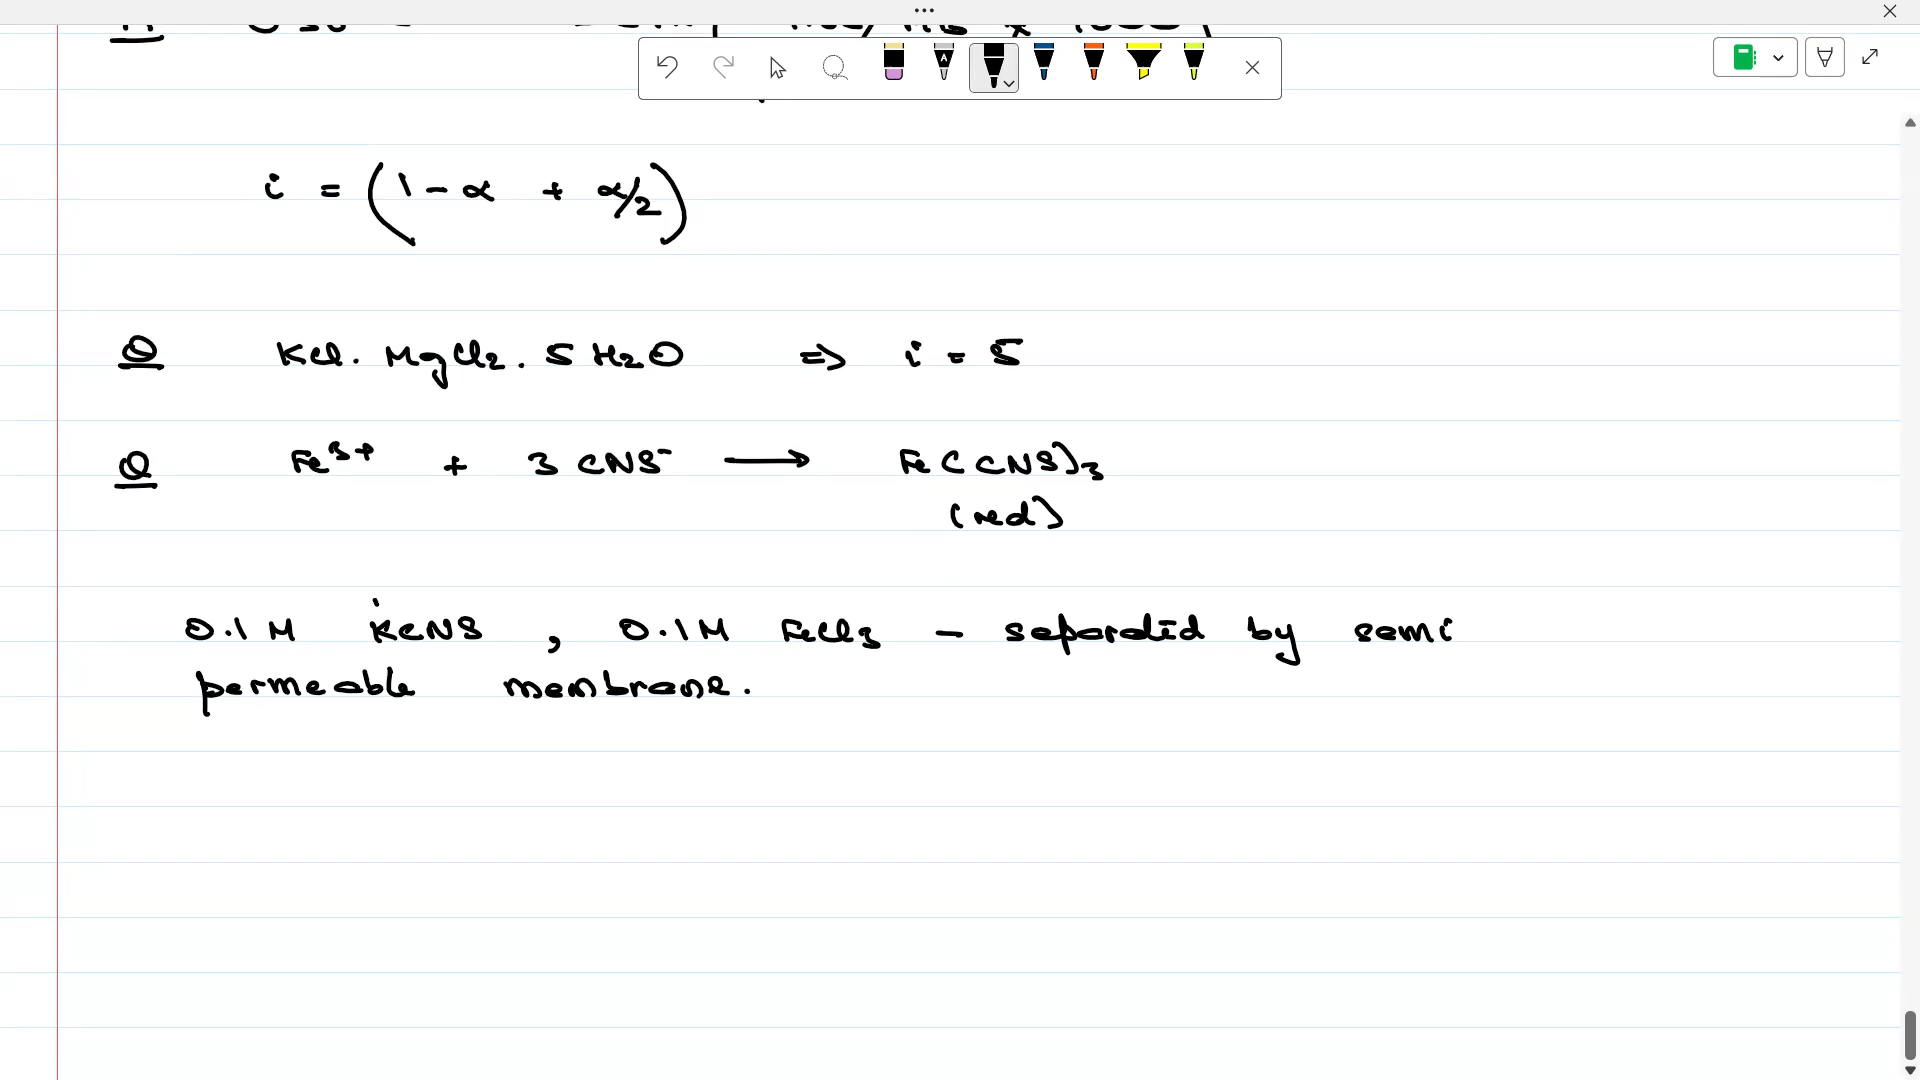 i = (1 - α + α/2)
Q KCl. MgCl2. 5 H2O => i = 5
Q Fe³⁺ + 3 CNS⁻ → Fe(CNS)3
(red)
0.1 M KCNS, 0.1M FeCl3 - separated by semi
permeable membrane.